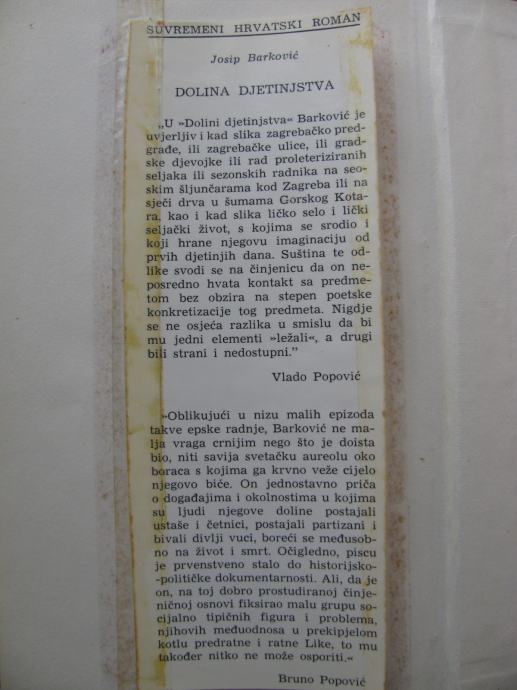 SUVREMENI HRVATSKI ROMAN
Josip Barković
DOLINA DJETINJSTVA
„U »Dolini djetinjstva« Barković je
uvjerljiv i kad slika zagrebačko pred-
građe, ili zagrebačke ulice, ili grad-
ske djevojke ili rad proleteriziranih
seljaka ili sezonskih radnika na seo-
skim šljunčarama kod Zagreba ili na
sječi drva u šumama Gorskog Kota-
ra, kao i kad slika ličko selo i lički
seljački život, s kojima se srodio i
koji hrane njegovu imaginaciju od
prvih djetinjih dana. Suština te od-
like svodi se na činjenicu da on ne-
posredno hvata kontakt sa predme-
tom bez obzira na stepen poetske
konkretizacije tog predmeta. Nigdje
se ne osjeća razlika u smislu da bi
mu jedni elementi »ležali«, a drugi
bili strani i nedostupni.”
Vlado Popović
»Oblikujući u nizu malih epizoda
takve epske radnje, Barković ne ma-
lja vraga crnijim nego što je doista
bio, niti savija svetačku aureolu oko
boraca s kojima ga krvno veže cijelo
njegovo biće. On jednostavno priča
o događajima i okolnostima u kojima
su ljudi njegove doline postajali
ustaše i četnici, postajali partizani i
bivali divlji vuci, boreći se međusob-
no na život i smrt. Očigledno, piscu
je prvenstveno stalo do historijsko-
-političke dokumentarnosti. Ali, da je
on, na toj dobro prostudiranoj činje-
ničnoj osnovi fiksirao malu grupu so-
cijalno tipičnih figura i problema,
njihovih međuodnosa u prekipjelom
kotlu predratne i ratne Like, to mu
također nitko ne može osporiti.«
Bruno Popović